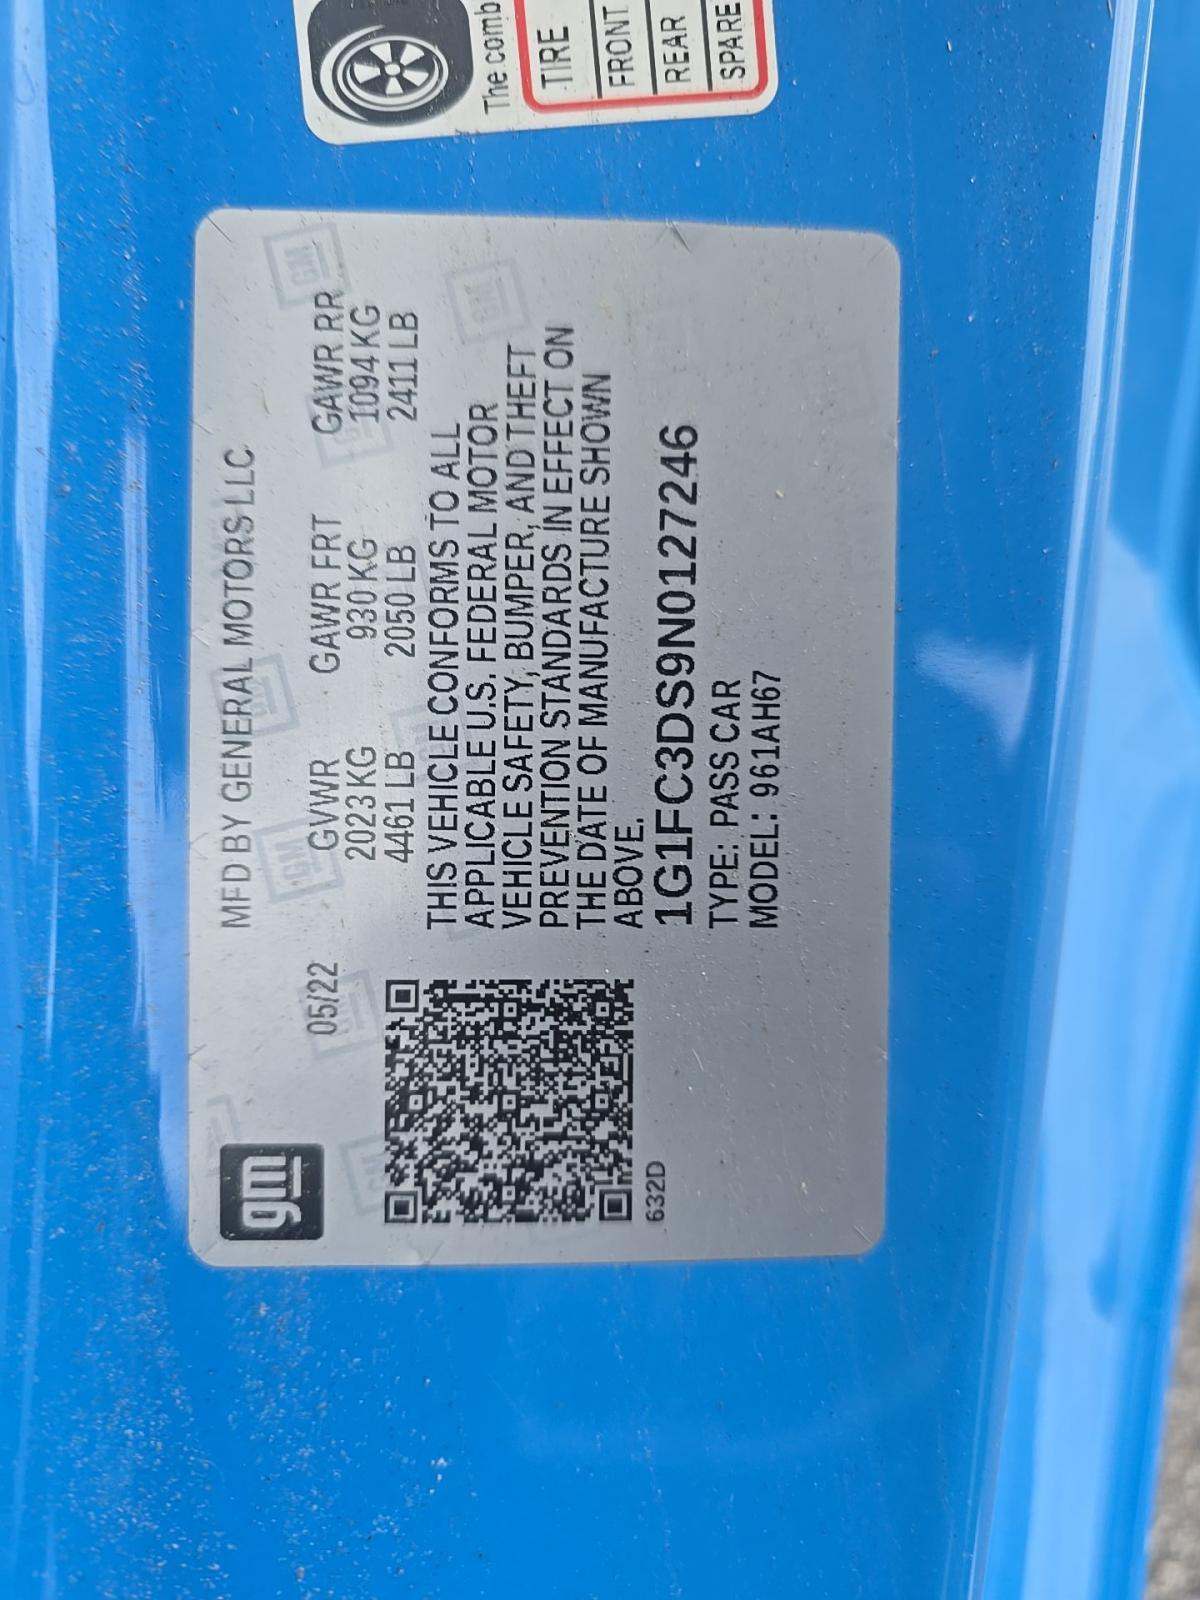 The comb
TIRE
FRONT
REAR
SPARE
gm
MFD BY GENERAL MOTORS LLC
05/22 GVWR GAWR FRT GAWR RR
2023 KG 930 KG 1094 KG
4461 LB 2050 LB 2411 LB
THIS VEHICLE CONFORMS TO ALL
APPLICABLE U.S. FEDERAL MOTOR
VEHICLE SAFETY, BUMPER, AND THEFT
PREVENTION STANDARDS IN EFFECT ON
THE DATE OF MANUFACTURE SHOWN
ABOVE.
1G1FC3DS9N0127246
TYPE: PASS CAR
MODEL: 961AH67
632D